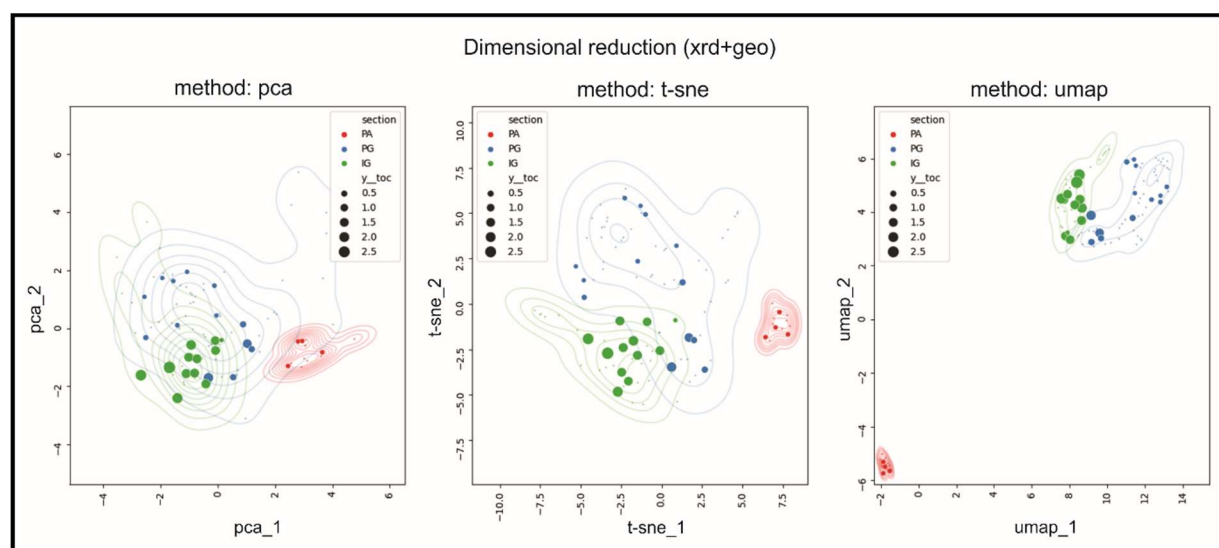 Dimensional reduction (xrd+geo)
method: pca
section
PA
PG
IG
y__toc
0.5
1.0
1.5
2.0
2.5
6
4
2
0
−2
−4
pca_2
−4
−2
0
2
4
6
pca_1
method: t-sne
section
PA
PG
IG
y__toc
0.5
1.0
1.5
2.0
2.5
10.0
7.5
5.0
2.5
0.0
−2.5
−5.0
−7.5
t-sne_2
−10.0
−7.5
−5.0
−2.5
0.0
2.5
5.0
7.5
t-sne_1
method: umap
section
PA
PG
IG
y__toc
0.5
1.0
1.5
2.0
2.5
6
4
2
0
−2
−4
−6
umap_2
−2
0
2
4
6
8
10
12
14
umap_1